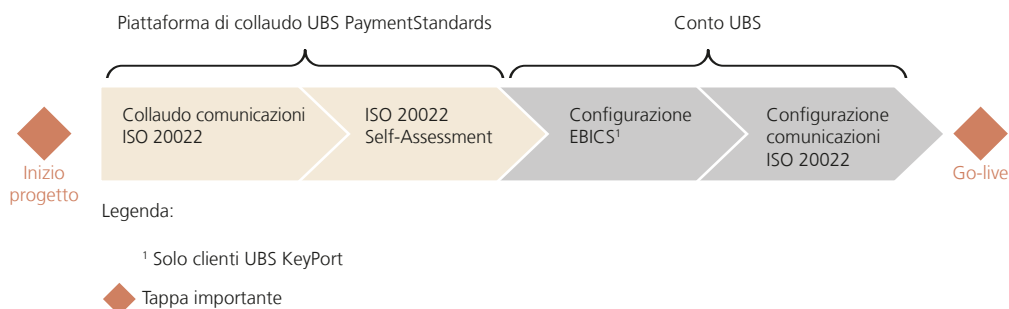 Piattaforma di collaudo UBS PaymentStandards
Conto UBS
Collaudo comunicazioni
ISO 20022
ISO 20022
Self-Assessment
Configurazione
EBICS¹
Configurazione
comunicazioni
ISO 20022
Inizio
progetto
Go-live
Legenda:
¹ Solo clienti UBS KeyPort
Tappa importante